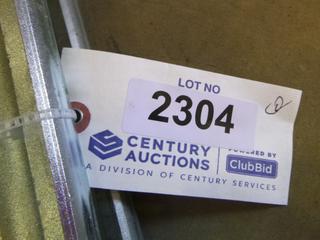 LOT NO
2304
CENTURY
AUCTIONS
POWERED BY
ClubBid
A DIVISION OF CENTURY SERVICES